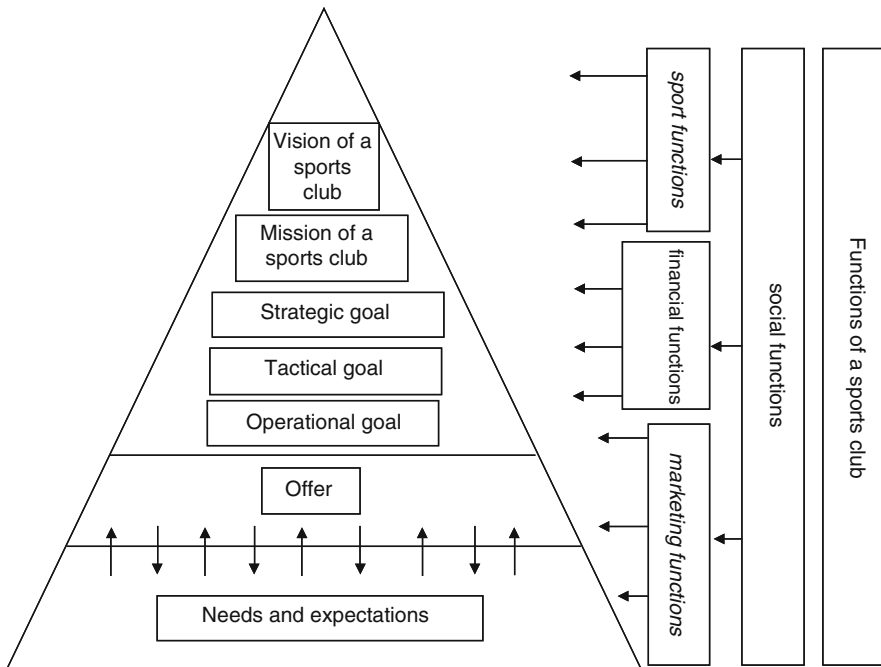 Vision of a
sports
club
Mission of a
sports club
Strategic goal
Tactical goal
Operational goal
Offer
Needs and expectations
sport functions
financial functions
marketing functions
social functions
Functions of a sports club